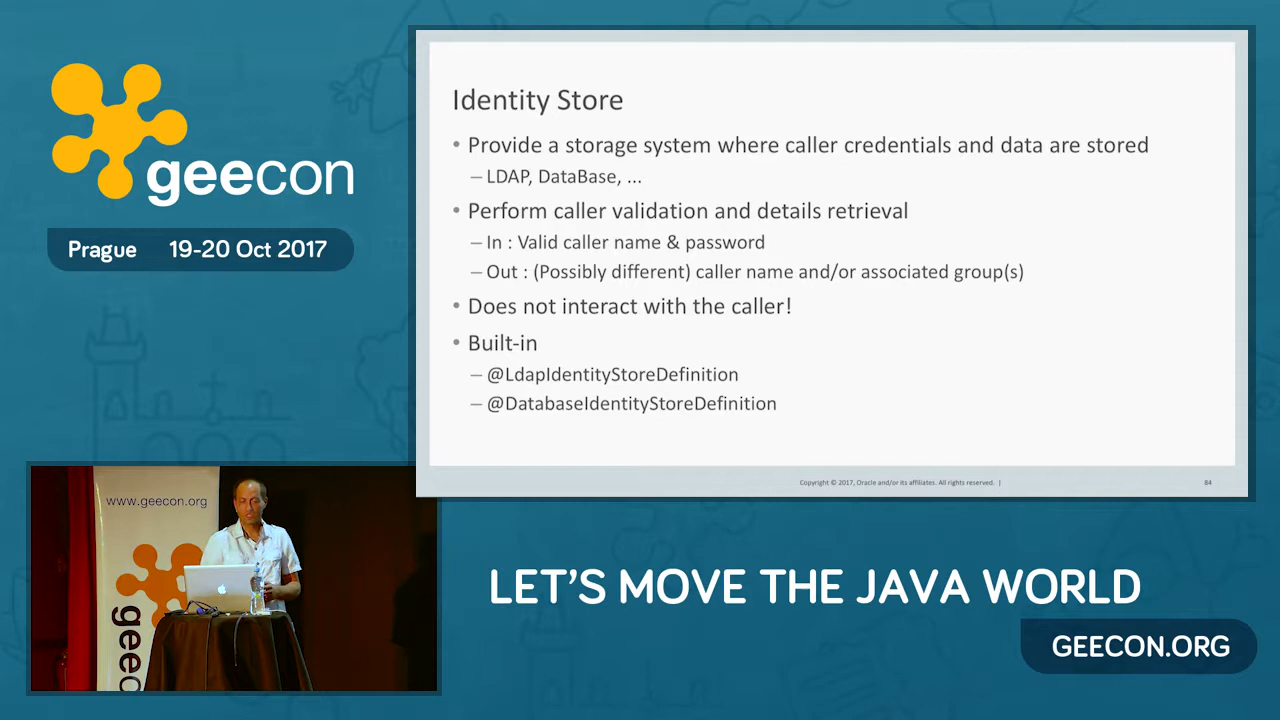 geecon
Prague 19-20 Oct 2017
Identity Store
• Provide a storage system where caller credentials and data are stored
– LDAP, DataBase, ...
• Perform caller validation and details retrieval
– In : Valid caller name & password
– Out : (Possibly different) caller name and/or associated group(s)
• Does not interact with the caller!
• Built-in
– @LdapIdentityStoreDefinition
– @DatabaseIdentityStoreDefinition
Copyright © 2017, Oracle and/or its affiliates. All rights reserved. |
84
www.geecon.org
geeco
LET'S MOVE THE JAVA WORLD
GEECON.ORG